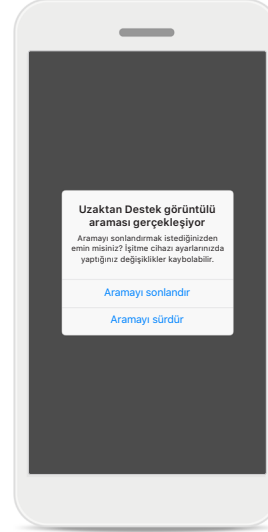 Uzaktan Destek görüntülü
araması gerçekleşiyor
Aramayı sonlandırmak istediğinizden
emin misiniz? İşitme cihazı ayarlarınızda
yaptığınız değişiklikler kaybolabilir.
Aramayı sonlandır
Aramayı sürdür